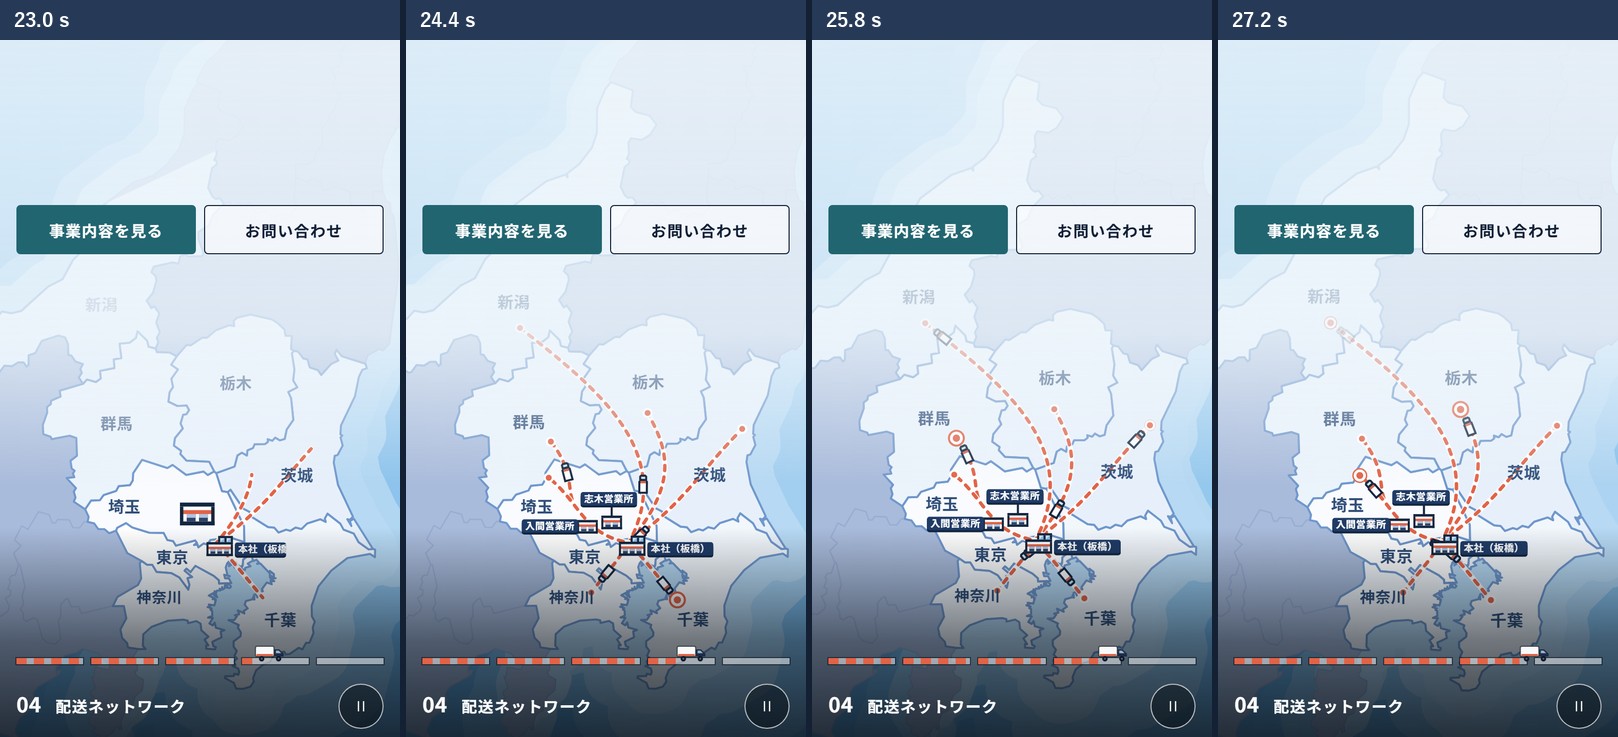 23.0 s
事業内容を見る
お問い合わせ
新潟
栃木
群馬
茨城
埼玉
本社（板橋
東京
神奈川
千葉
04 配送ネットワーク
24.4 s
事業内容を見る
お問い合わせ
新潟
栃木
群馬
茨城
志木営業所
埼玉
入間営業所
本社（板橋）
東京
神奈川
千葉
04 配送ネットワーク
25.8 s
事業内容を見る
お問い合わせ
新潟
栃木
群馬
茨城
志木営業所
埼玉
入間営業所
本社（板橋）
東京
神奈川
千葉
04 配送ネットワーク
27.2 s
事業内容を見る
お問い合わせ
新潟
栃木
群馬
茨城
志木営業所
埼玉
入間営業所
本社（板橋）
東京
神奈川
千葉
04 配送ネットワーク